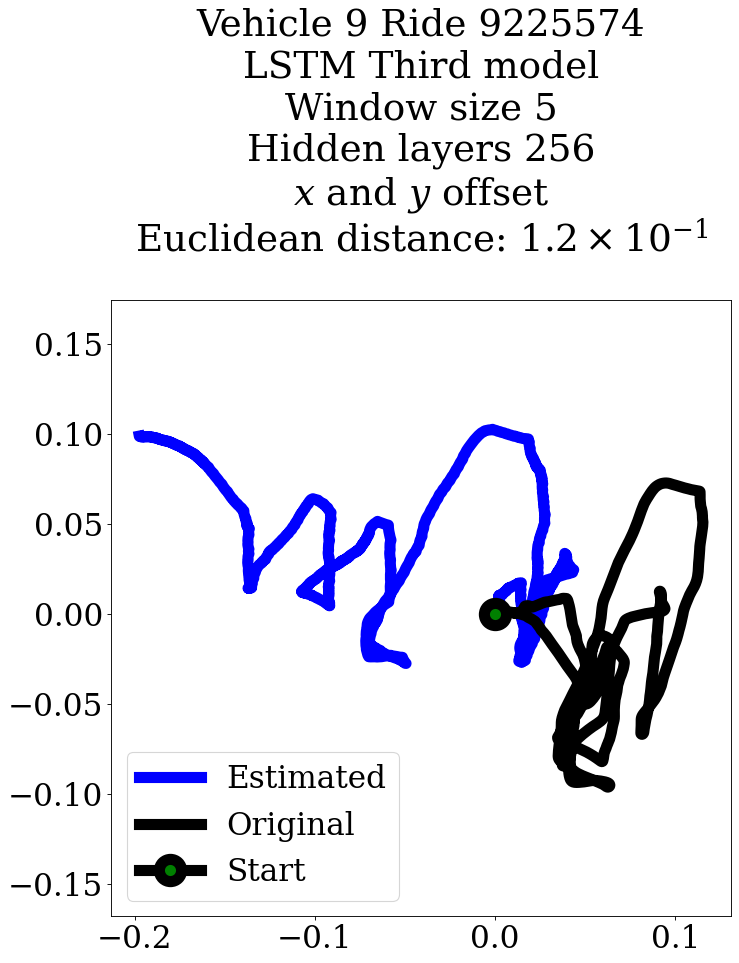 Vehicle 9 Ride 9225574
LSTM Third model
Window size 5
Hidden layers 256
x and y offset
Euclidean distance: 1.2 × 10⁻¹
0.15
0.10
0.05
0.00
−0.05
−0.10
−0.15
Estimated
Original
Start
−0.2 −0.1 0.0 0.1